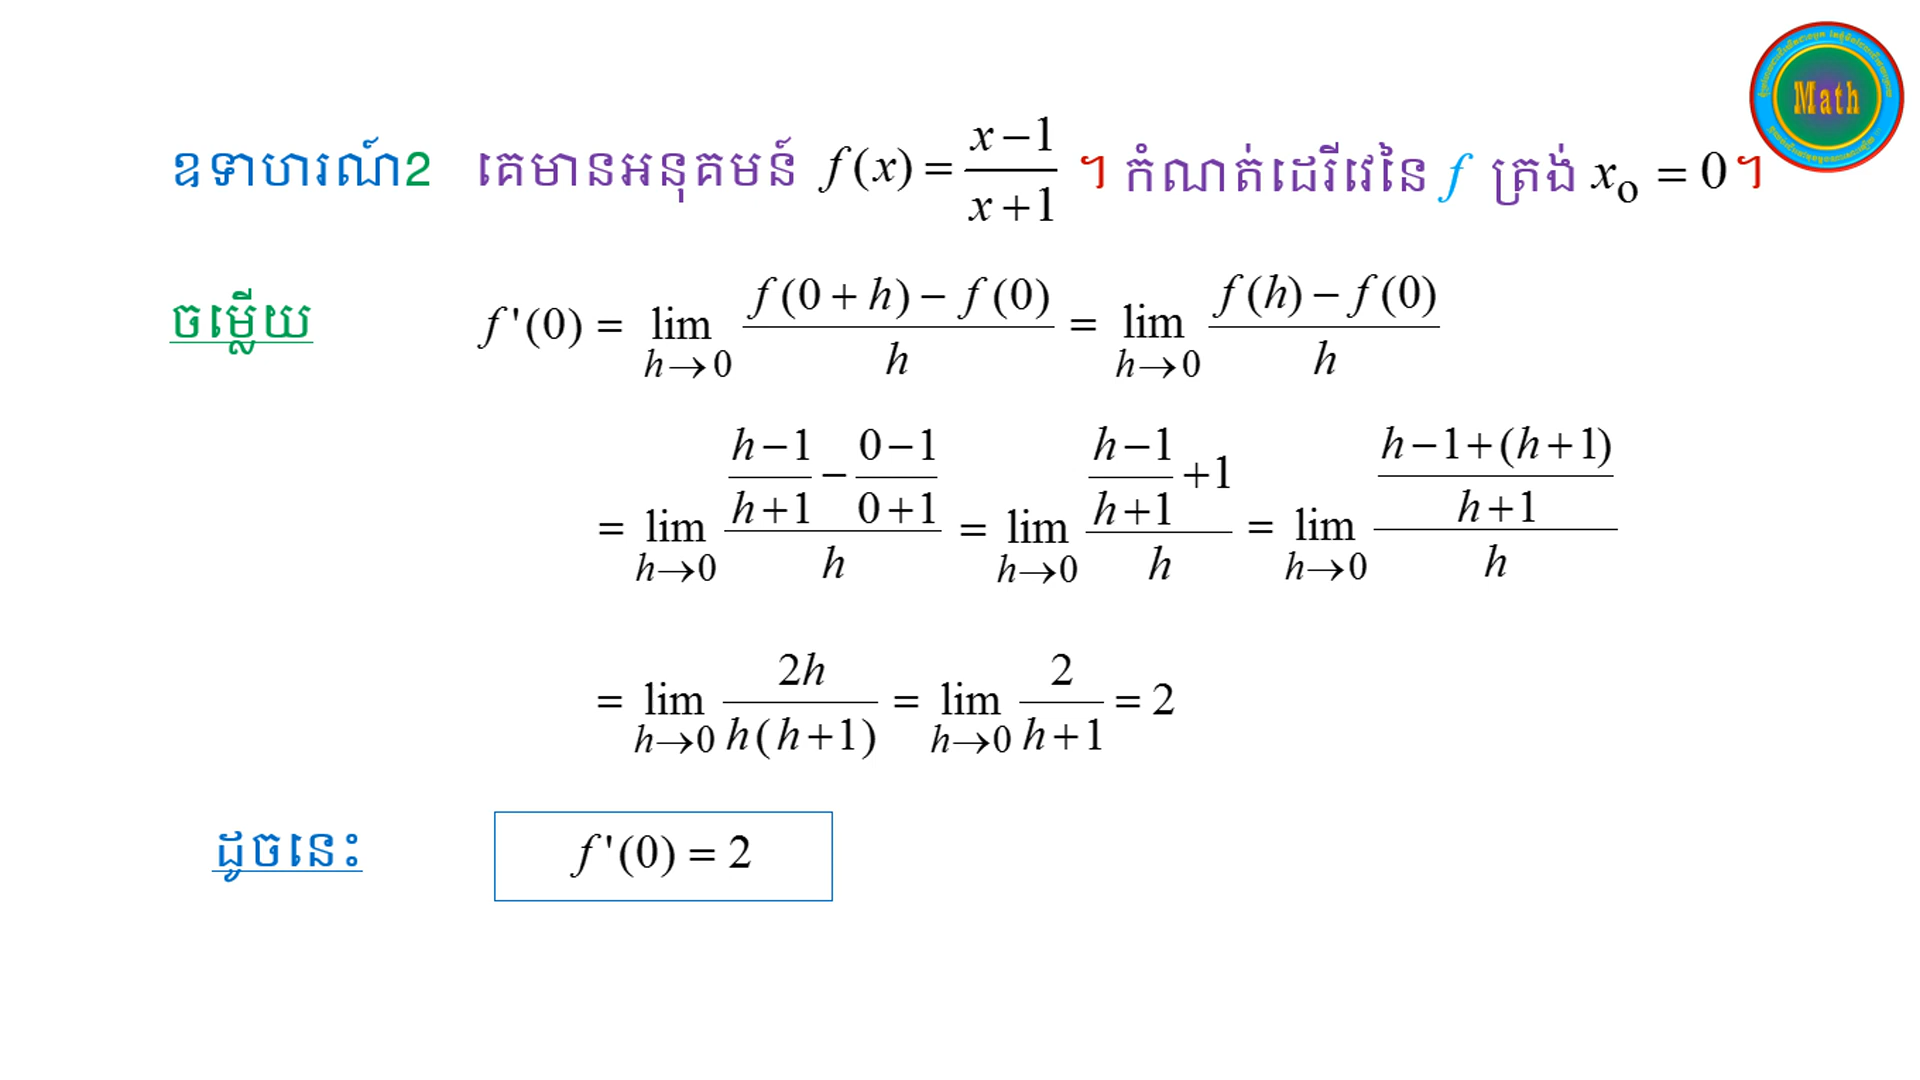 Math
ឧទាហរណ៍2 គេមានអនុគមន៍ f(x) = (x−1)/(x+1) ។ កំណត់ដេរីវេនៃ f ត្រង់ x₀ = 0។
ចម្លើយ f'(0) = lim_{h→0} (f(0+h) − f(0))/h = lim_{h→0} (f(h) − f(0))/h
= lim_{h→0} ((h−1)/(h+1) − (0−1)/(0+1))/h = lim_{h→0} ((h−1)/(h+1) +1)/h = lim_{h→0} ((h−1+(h+1))/(h+1))/h
= lim_{h→0} 2h/(h(h+1)) = lim_{h→0} 2/(h+1) = 2
ដូចនេះ f'(0) = 2